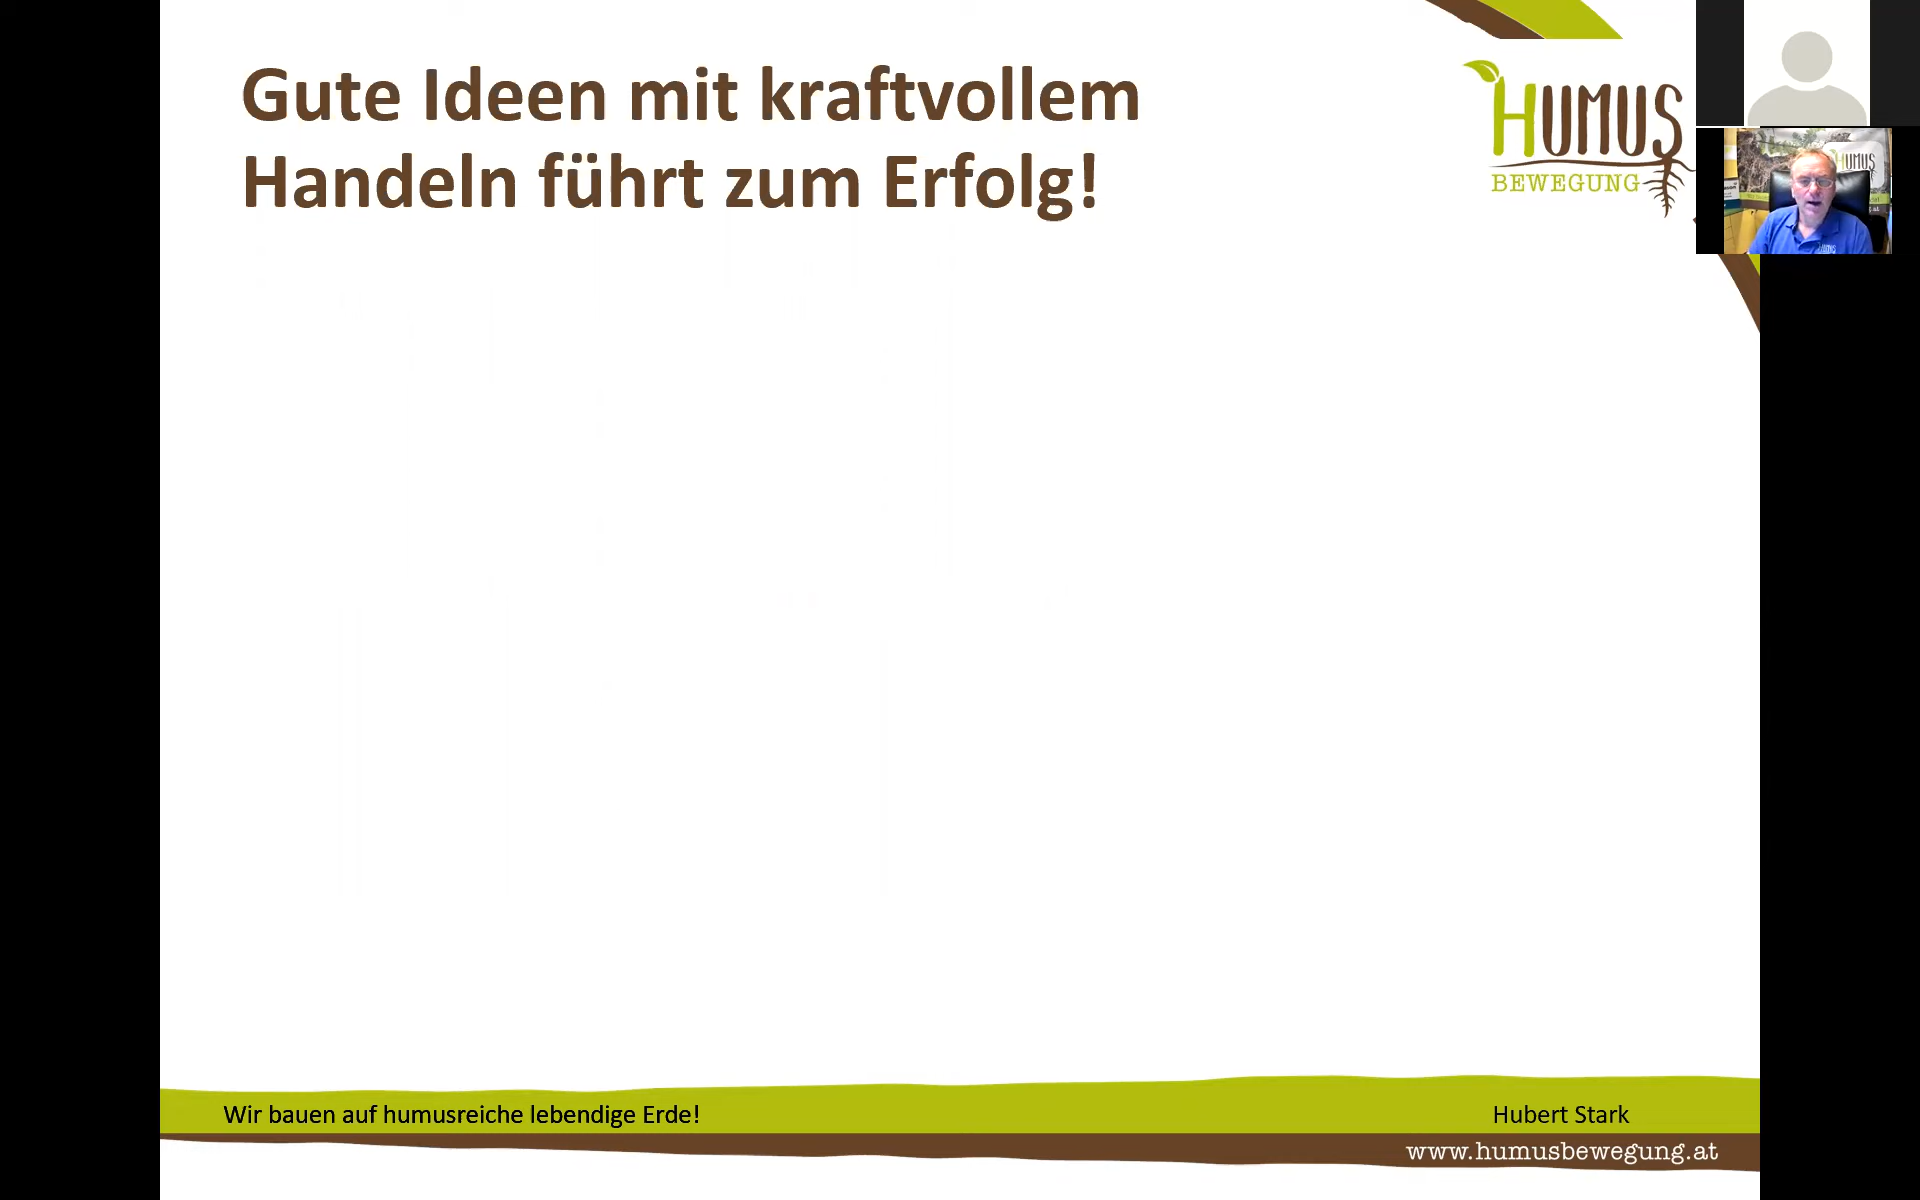 Gute Ideen mit kraftvollem
Handeln führt zum Erfolg!
HUMUS
BEWEGUNG
HUMUS
Wir bauen auf humusreiche lebendige Erde!
Hubert Stark
www.humusbewegung.at